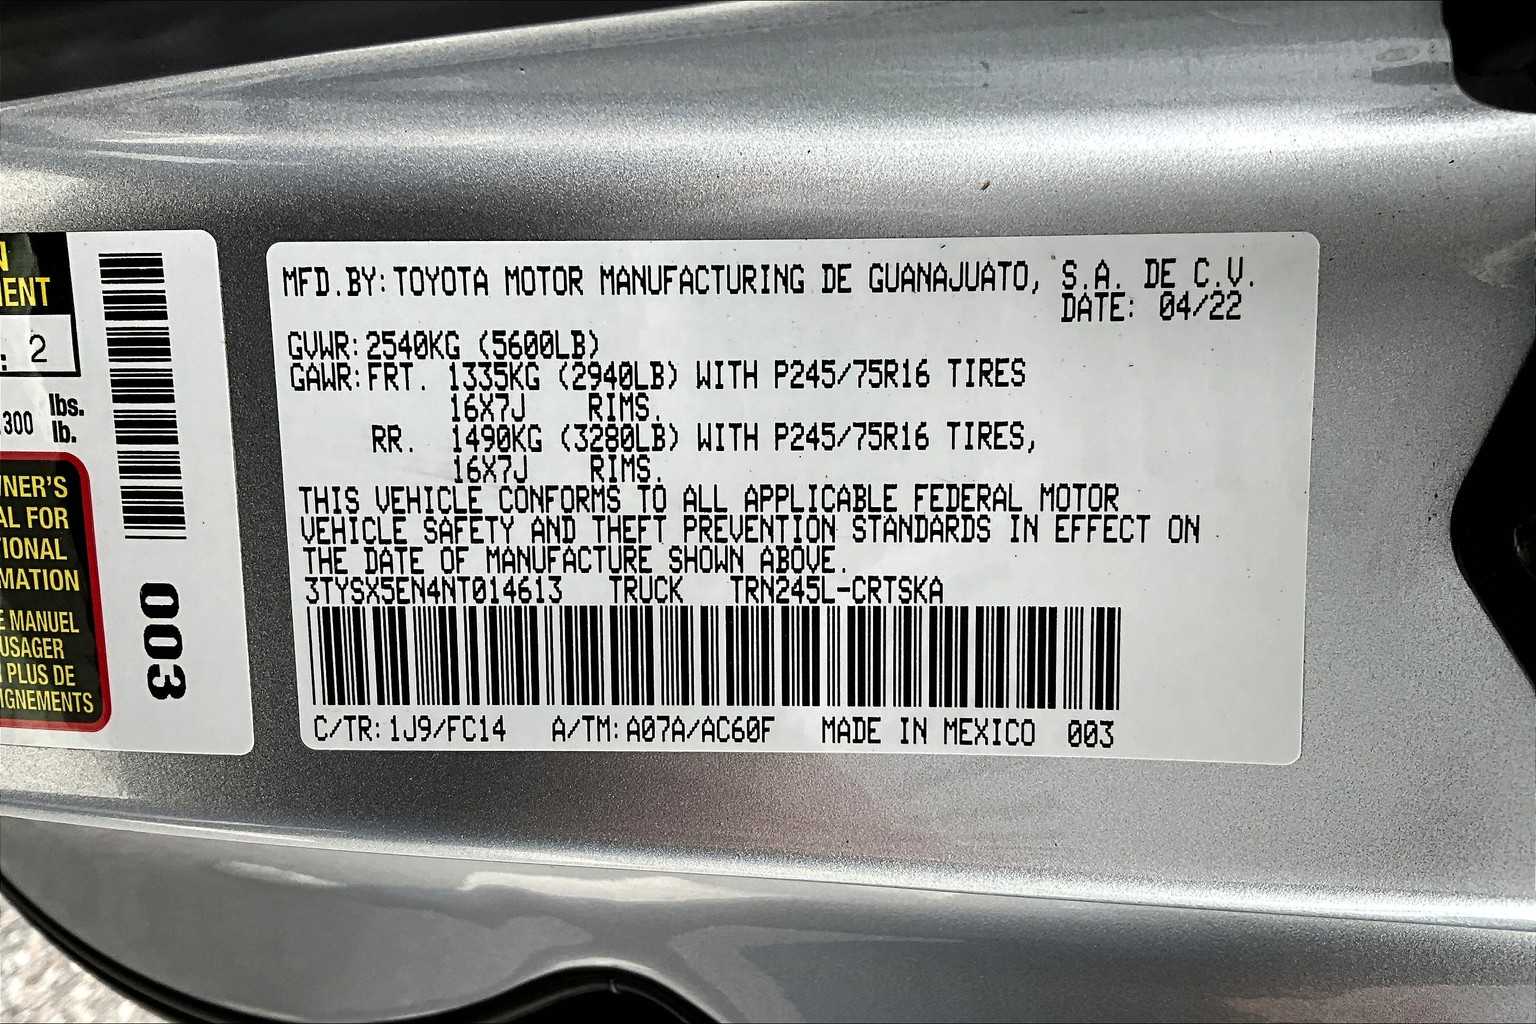 N
MENT
: 2
300 lbs.
lb.
WNER'S
AL FOR
TIONAL
MATION
E MANUEL
USAGER
N PLUS DE
IGNEMENTS
003
MFD.BY: TOYOTA MOTOR MANUFACTURING DE GUANAJUATO, S.A. DE C.V.
DATE: 04/22
GVWR: 2540KG (5600LB)
GAWR: FRT. 1335KG (2940LB) WITH P245/75R16 TIRES
16X7J RIMS.
RR. 1490KG (3280LB) WITH P245/75R16 TIRES,
16X7J RIMS.
THIS VEHICLE CONFORMS TO ALL APPLICABLE FEDERAL MOTOR
VEHICLE SAFETY AND THEFT PREVENTION STANDARDS IN EFFECT ON
THE DATE OF MANUFACTURE SHOWN ABOVE.
3TYSX5EN4NT014613 TRUCK TRN245L-CRTSKA
C/TR: 1J9/FC14 A/TM: A07A/AC60F MADE IN MEXICO 003